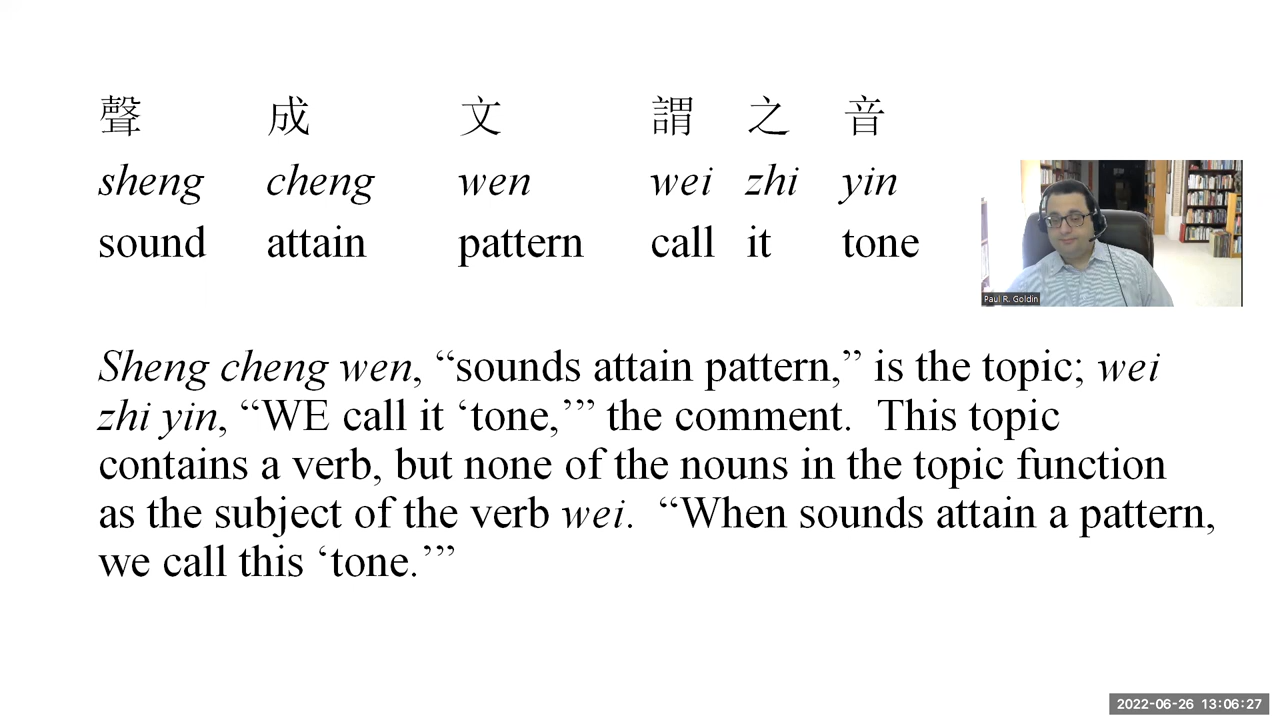 聲 成 文 謂 之 音
sheng cheng wen wei zhi yin
sound attain pattern call it tone
Paul R. Goldin
Sheng cheng wen, “sounds attain pattern,” is the topic; wei
zhi yin, “WE call it ‘tone,’” the comment.  This topic
contains a verb, but none of the nouns in the topic function
as the subject of the verb wei.  “When sounds attain a pattern,
we call this ‘tone.’”
2022-06-26 13:06:27